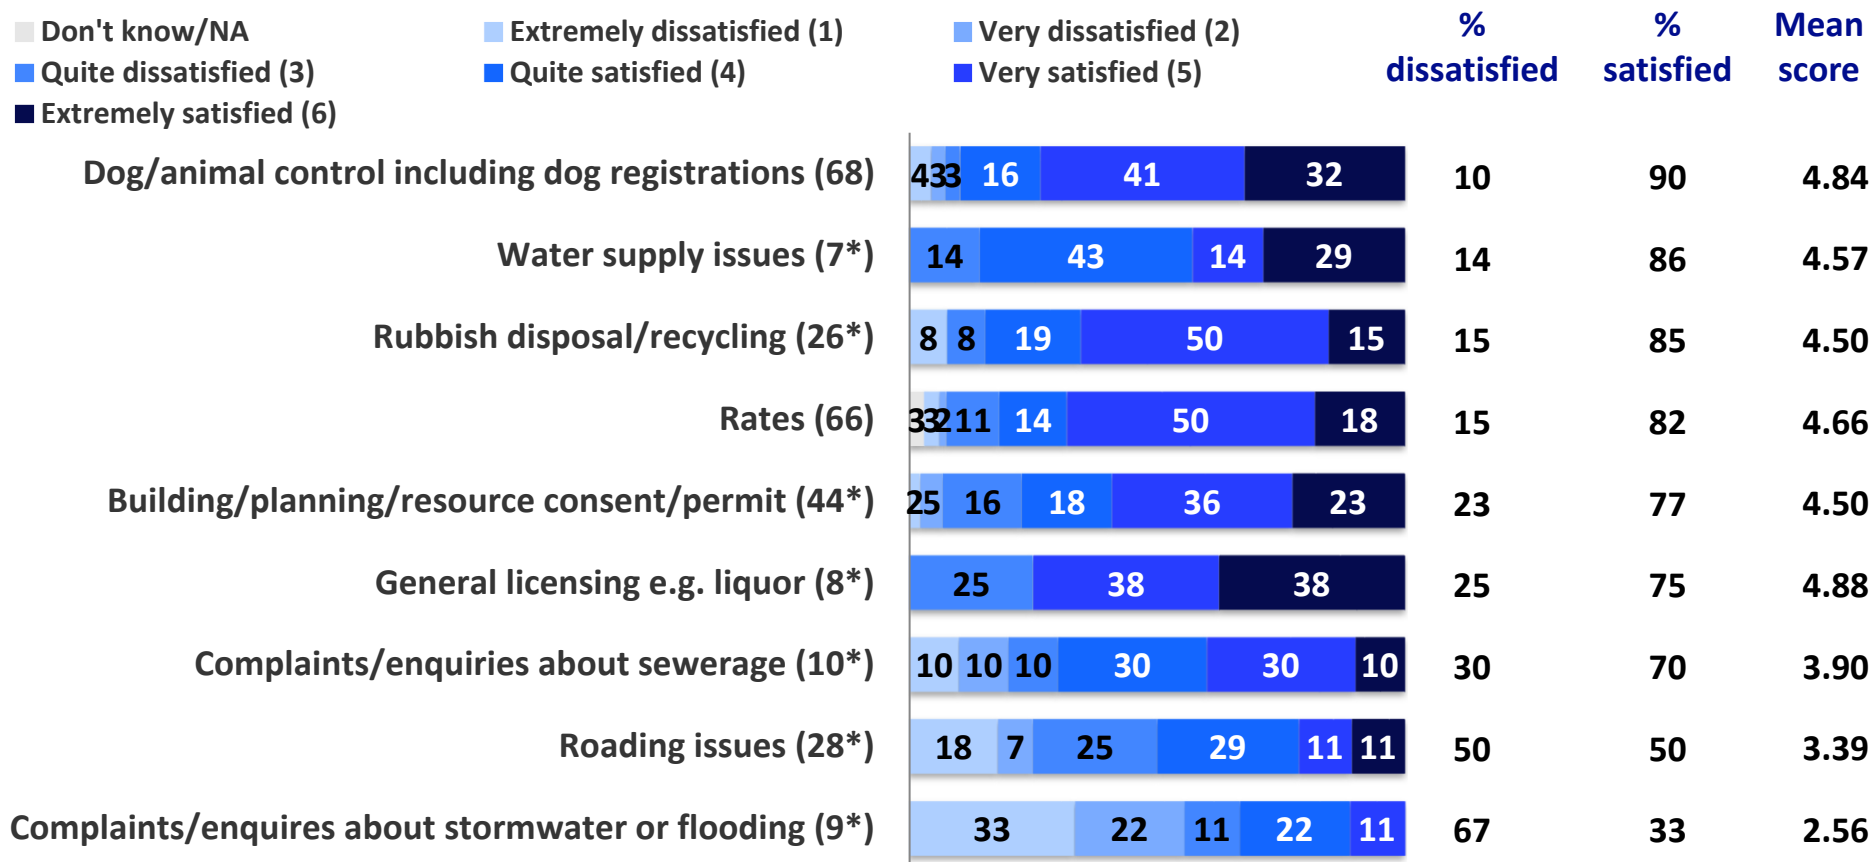 Don't know/NA Extremely dissatisfied (1) Very dissatisfied (2) % % Mean
Quite dissatisfied (3) Quite satisfied (4) Very satisfied (5) dissatisfied satisfied score
Extremely satisfied (6)
Dog/animal control including dog registrations (68) 4 3 3 16 41 32 10 90 4.84
Water supply issues (7*) 14 43 14 29 14 86 4.57
Rubbish disposal/recycling (26*) 8 8 19 50 15 15 85 4.50
Rates (66) 3 3 2 11 14 50 18 15 82 4.66
Building/planning/resource consent/permit (44*) 2 5 16 18 36 23 23 77 4.50
General licensing e.g. liquor (8*) 25 38 38 25 75 4.88
Complaints/enquiries about sewerage (10*) 10 10 10 30 30 10 30 70 3.90
Roading issues (28*) 18 7 25 29 11 11 50 50 3.39
Complaints/enquires about stormwater or flooding (9*) 33 22 11 22 11 67 33 2.56